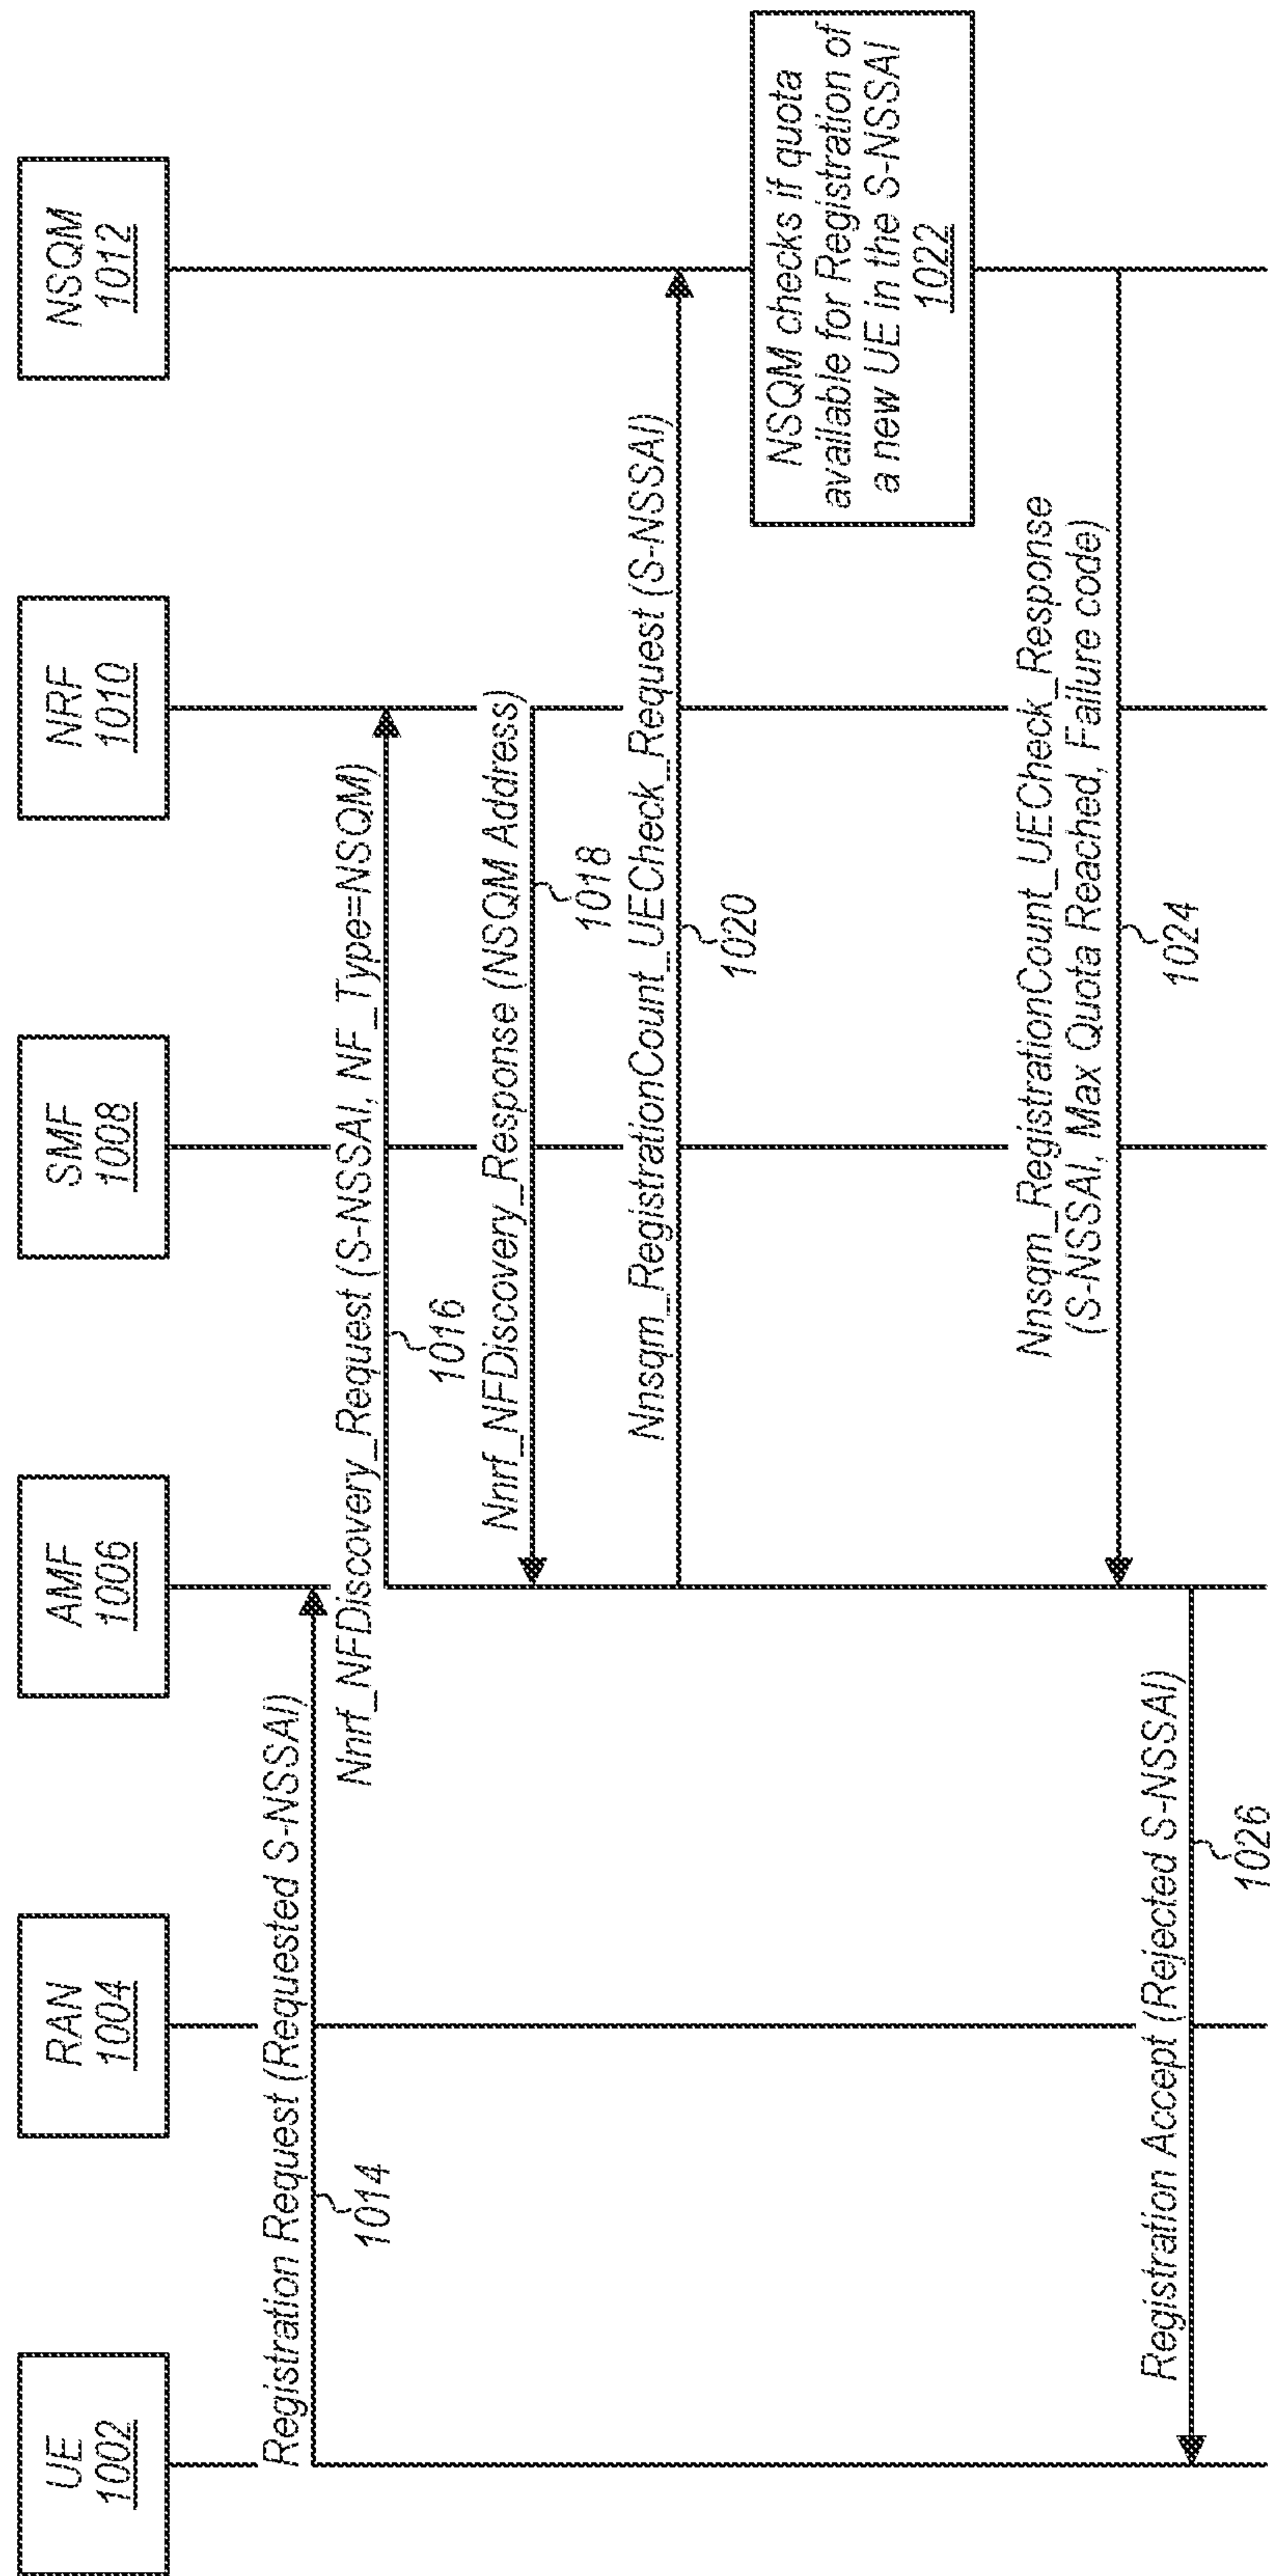 UE
1002
RAN
1004
AMF
1006
SMF
1008
NRF
1010
NSQM
1012
Registration Request (Requested S-NSSAI)
1014
Nnrf_NFDiscovery_Request (S-NSSAI, NF_Type=NSQM)
1016
Nnrf_NFDiscovery_Response (NSQM Address)
1018
Nnsqm_RegistrationCount_UECheck_Request (S-NSSAI)
1020
NSQM checks if quota
available for Registration of
a new UE in the S-NSSAI
1022
Nnsqm_RegistrationCount_UECheck_Response
(S-NSSAI, Max Quota Reached, Failure code)
1024
Registration Accept (Rejected S-NSSAI)
1026